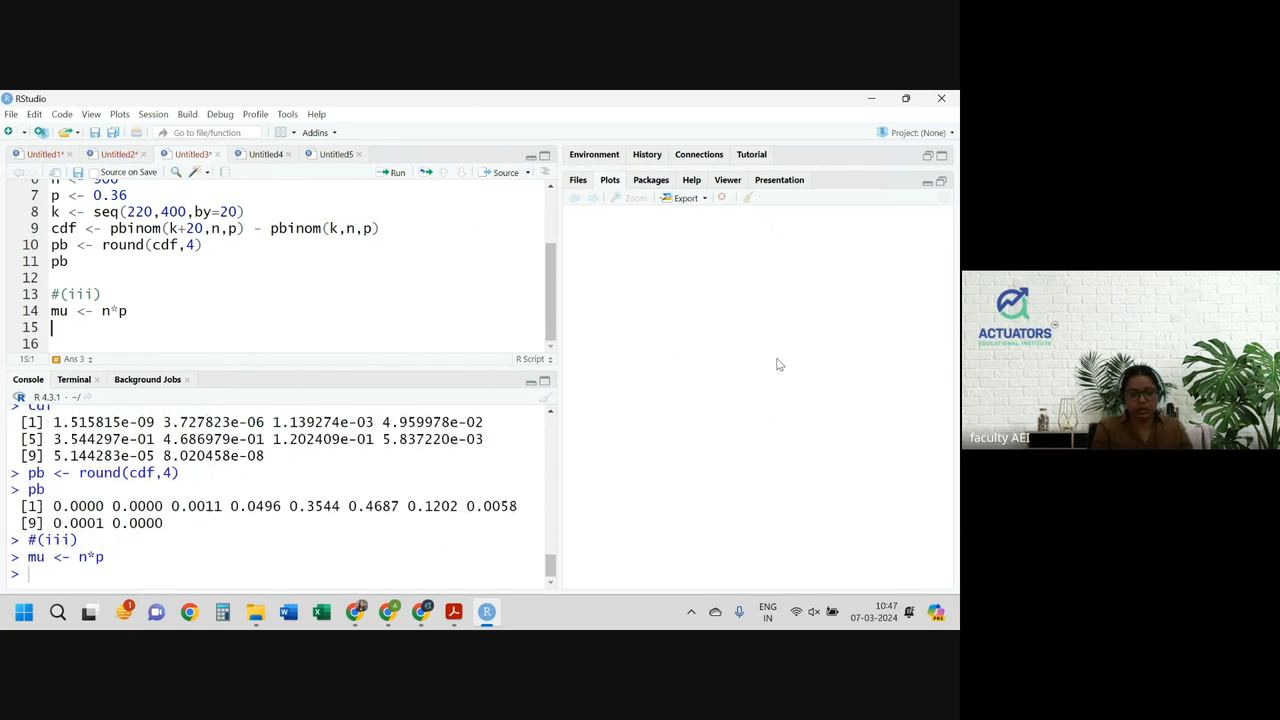 RStudio
File Edit Code View Plots Session Build Debug Profile Tools Help
Go to file/function Addins Project: (None)
Untitled1* Untitled2* Untitled3* Untitled4 Untitled5
Source on Save Run Source
7 p <- 0.36
8 k <- seq(220,400,by=20)
9 cdf <- pbinom(k+20,n,p) - pbinom(k,n,p)
10 pb <- round(cdf,4)
11 pb
12
13 #(iii)
14 mu <- n*p
15
16
15:1 Ans 3 R Script
Console Terminal Background Jobs
R 4.3.1 · ~/
> cdf
[1] 1.515815e-09 3.727823e-06 1.139274e-03 4.959978e-02
[5] 3.544297e-01 4.686979e-01 1.202409e-01 5.837220e-03
[9] 5.144283e-05 8.020458e-08
> pb <- round(cdf,4)
> pb
[1] 0.0000 0.0000 0.0011 0.0496 0.3544 0.4687 0.1202 0.0058
[9] 0.0001 0.0000
> #(iii)
> mu <- n*p
>
Environment History Connections Tutorial
Files Plots Packages Help Viewer Presentation
Zoom Export
ACTUATORS
EDUCATIONAL INSTITUTE
faculty AEI
ENG
IN
10:47
07-03-2024